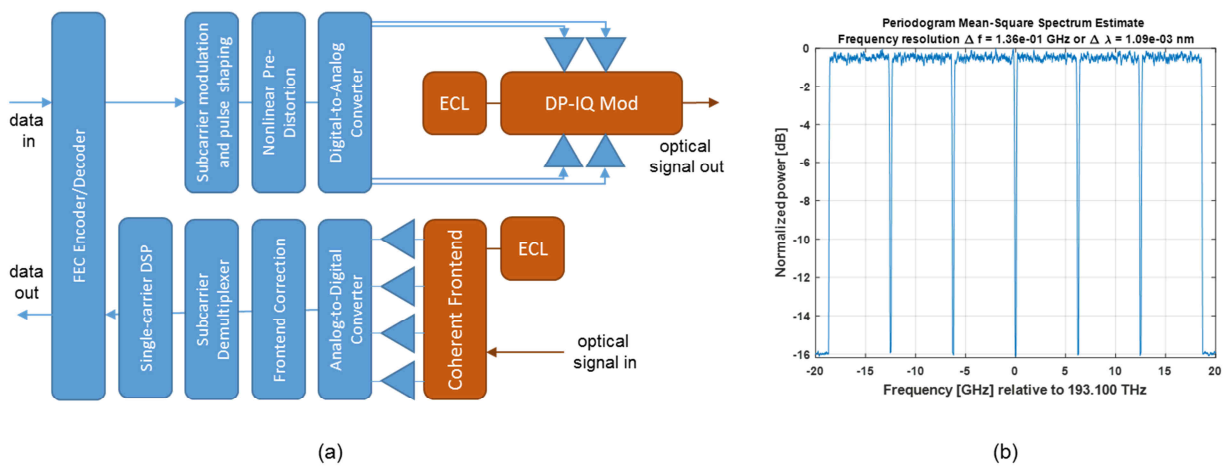 data
in
FEC Encoder/Decoder
Subcarrier modulation
and pulse shaping
Nonlinear Pre-
Distortion
Digital-to-Analog
Converter
ECL
DP-IQ Mod
optical
signal out
data
out
Single-carrier DSP
Subcarrier
Demultiplexer
Frontend Correction
Analog-to-Digital
Converter
Coherent Frontend
ECL
optical
signal in
(a)
Periodogram Mean-Square Spectrum Estimate
Frequency resolution Δ f = 1.36e-01 GHz or Δ λ = 1.09e-03 nm
Normalized power [dB]
0
-2
-4
-6
-8
-10
-12
-14
-16
-20 -15 -10 -5 0 5 10 15 20
Frequency [GHz] relative to 193.100 THz
(b)